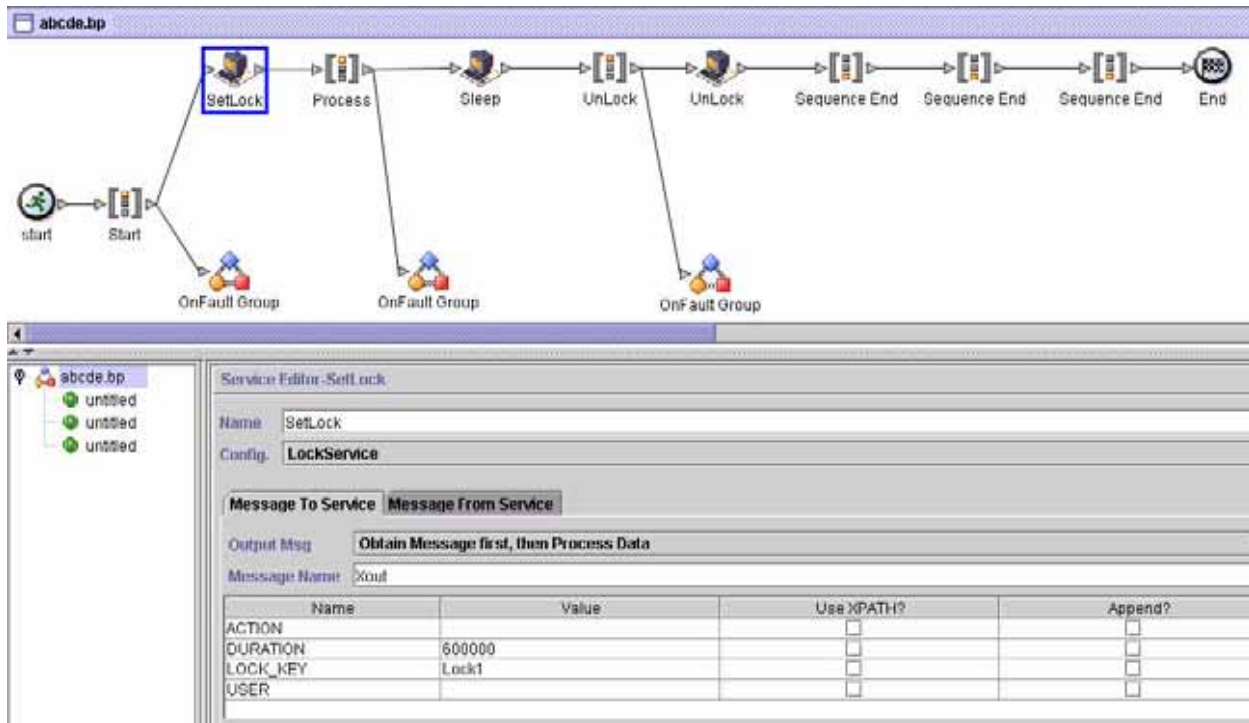 abcde.bp
SetLock Process Sleep UnLock UnLock Sequence End Sequence End Sequence End End
start Start
OnFault Group OnFault Group OnFault Group
abcde.bp
untitled
untitled
untitled
Service Editor-SetLock
Name SetLock
Config. LockService
Message To Service Message From Service
Output Msg Obtain Message first, then Process Data
Message Name Xout
Name Value Use XPATH? Append?
ACTION
DURATION 600000
LOCK_KEY Lock1
USER